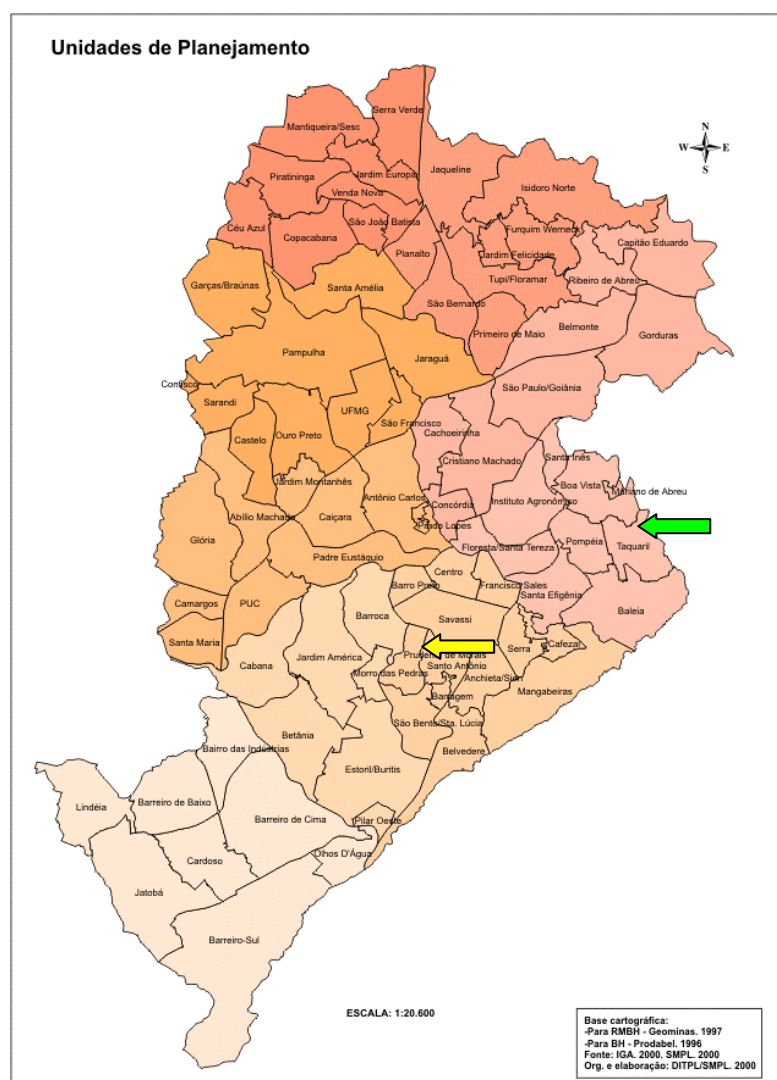 Unidades de Planejamento
Serra Verde
Mantiqueira/Sesc
N
W E
S
Jaqueline
Jardim Europa
Piratininga
Isidoro Norte
Venda Nova
São João Batista
Furquim Werneck
Céu Azul
Copacabana
Capitão Eduardo
Planalto
Jardim Felicidade
Tupi/Floramar
Ribeiro de Abreu
Garças/Braúnas
Santa Amélia
São Bernardo
Primeiro de Maio
Belmonte
Gorduras
Pampulha
Jaraguá
Confisco
São Paulo/Goiânia
Sarandi
UFMG
São Francisco
Castelo
Ouro Preto
Cachoeirinha
Cristiano Machado
Santa Inês
Jardim Montanhês
Boa Vista
Mariano de Abreu
Antônio Carlos
Instituto Agronômico
Concórdia
Abílio Machado
Caiçara
Prado Lopes
Glória
Pompéia
Taquaril
Floresta/Santa Tereza
Padre Eustáquio
Centro
Barro Preto
Francisco Sales
Santa Efigênia
Camargos
PUC
Baleia
Barroca
Savassi
Santa Maria
Serra
Cafezal
Prudente de Morais
Jardim América
Cabana
Santo Antônio
Morro das Pedras
Anchieta/Sion
Mangabeiras
Barragem
São Bento/Sta. Lúcia
Betânia
Bairro das Indústrias
Belvedere
Estoril/Buritis
Lindéia
Barreiro de Baixo
Barreiro de Cima
Pilar Oeste
Olhos D'Água
Cardoso
Jatobá
Barreiro-Sul
ESCALA: 1:20.600
Base cartográfica:
-Para RMBH - Geominas. 1997
-Para BH - Prodabel. 1996
Fonte: IGA. 2000. SMPL. 2000
Org. e elaboração: DITPL/SMPL. 2000